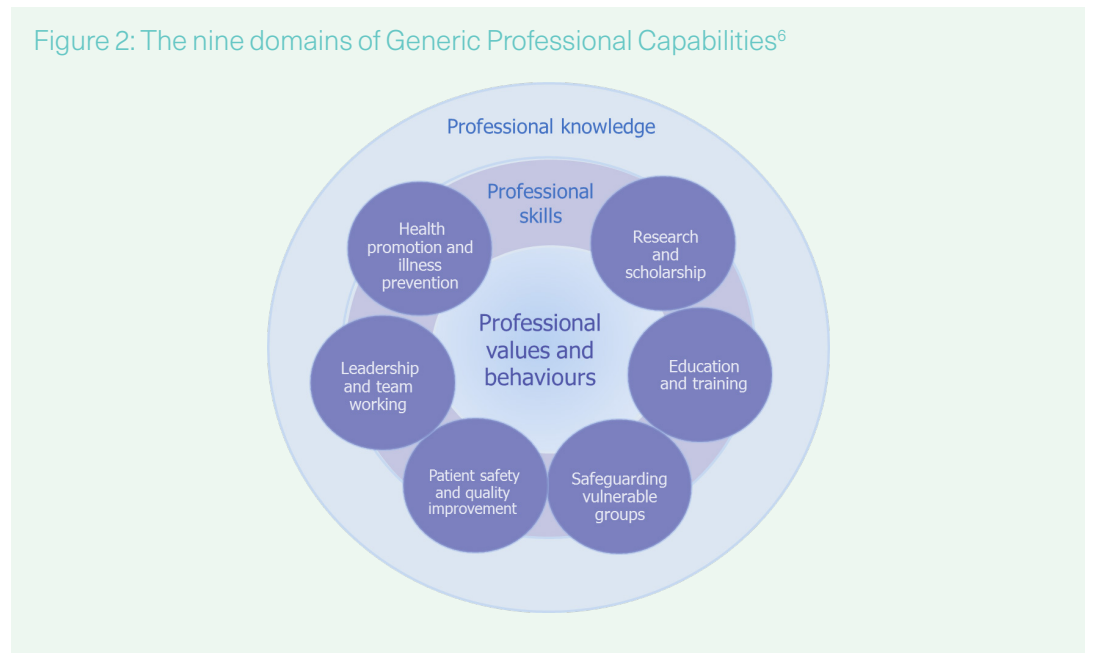 Figure 2: The nine domains of Generic Professional Capabilities⁶
Professional knowledge
Professional
skills
Health
promotion and
illness
prevention
Research
and
scholarship
Professional
values and
behaviours
Leadership
and team
working
Education
and training
Patient safety
and quality
improvement
Safeguarding
vulnerable
groups